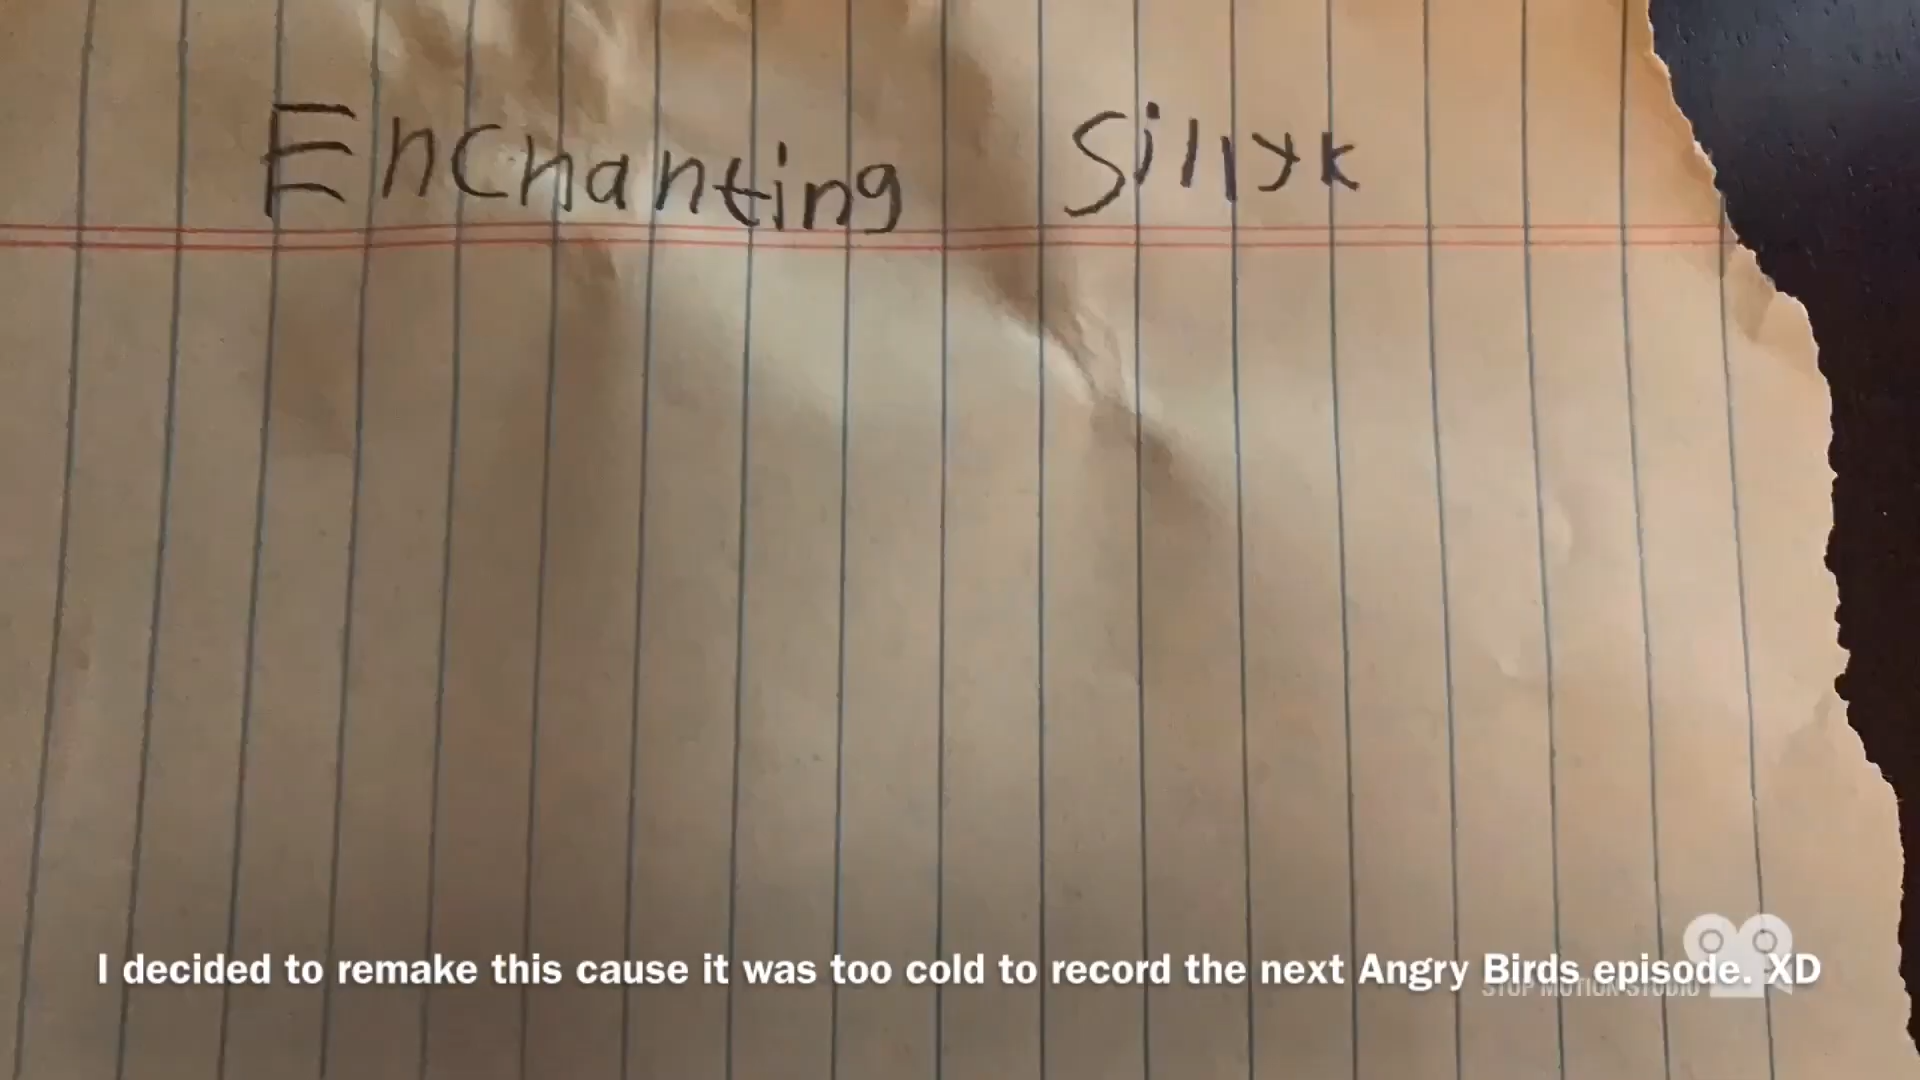 Enchanting Sillyk
I decided to remake this cause it was too cold to record the next Angry Birds episode. XD
STOP MOTION STUDIO